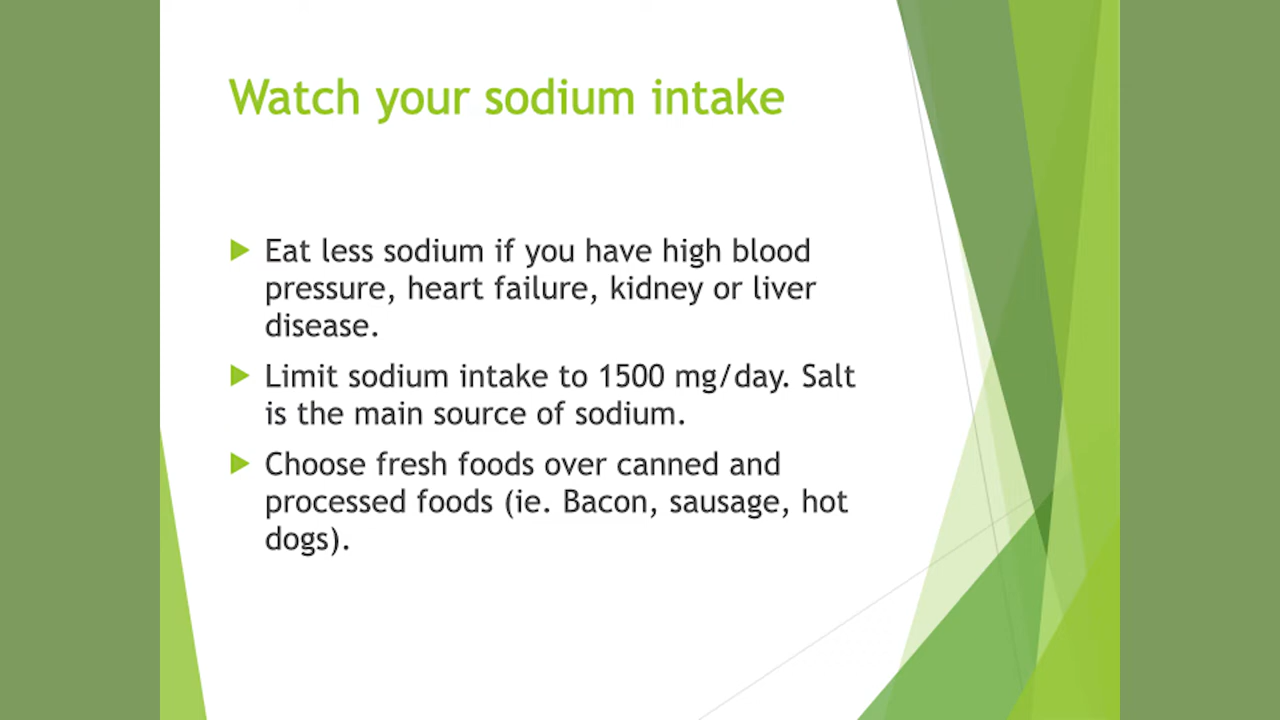 Watch your sodium intake
Eat less sodium if you have high blood
pressure, heart failure, kidney or liver
disease.
Limit sodium intake to 1500 mg/day. Salt
is the main source of sodium.
Choose fresh foods over canned and
processed foods (ie. Bacon, sausage, hot
dogs).